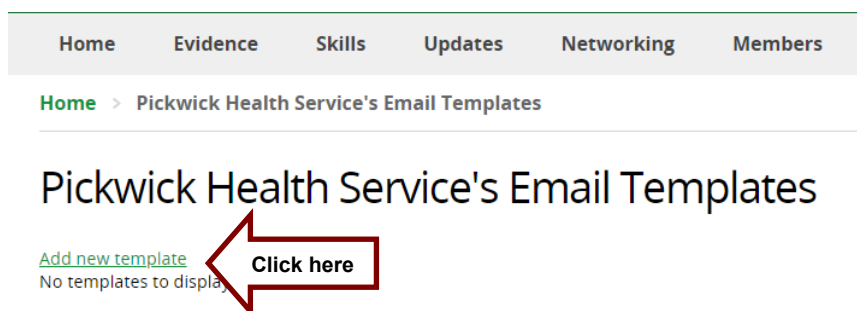 Home Evidence Skills Updates Networking Members
Home > Pickwick Health Service's Email Templates
Pickwick Health Service's Email Templates
Add new template
Click here
No templates to display